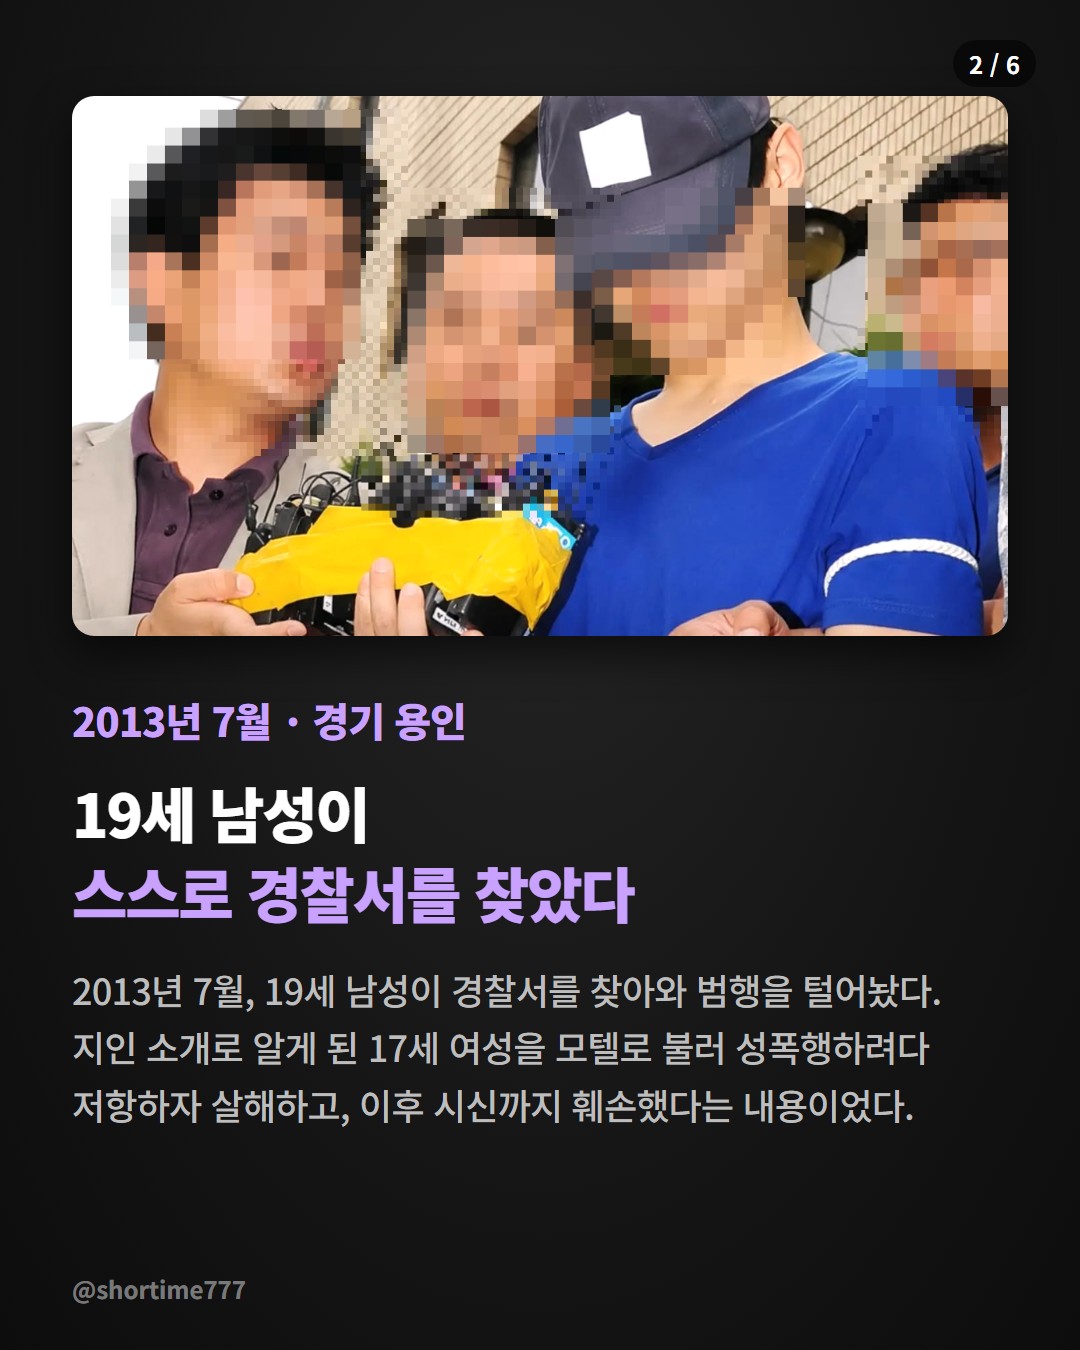 2 / 6
2013년 7월 · 경기 용인
19세 남성이
스스로 경찰서를 찾았다
2013년 7월, 19세 남성이 경찰서를 찾아와 범행을 털어놨다.
지인 소개로 알게 된 17세 여성을 모텔로 불러 성폭행하려다
저항하자 살해하고, 이후 시신까지 훼손했다는 내용이었다.
@shortime777